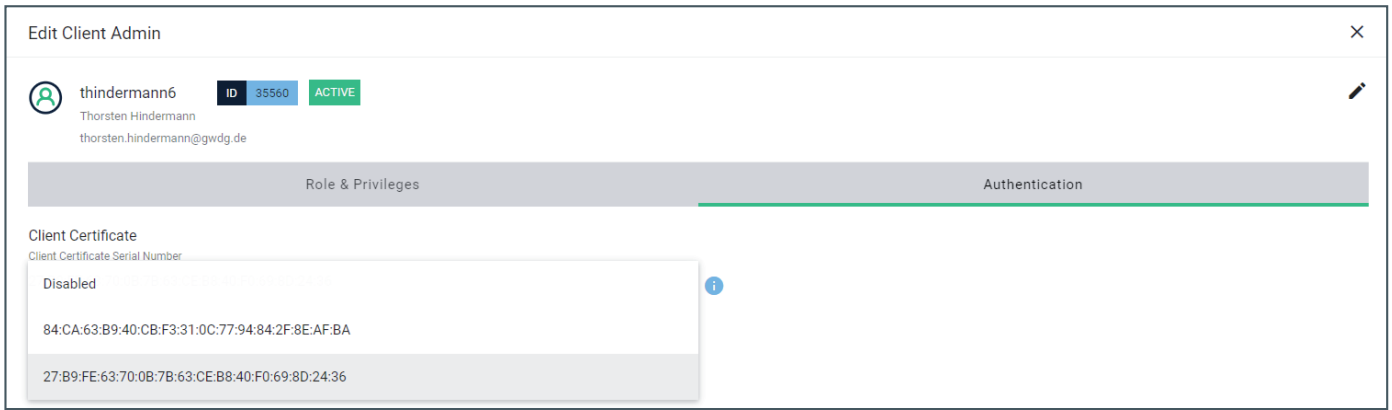 Edit Client Admin
thindermann6 ID 35560 ACTIVE
Thorsten Hindermann
thorsten.hindermann@gwdg.de
Role & Privileges Authentication
Client Certificate
Client Certificate Serial Number
Disabled
84:CA:63:B9:40:CB:F3:31:0C:77:94:84:2F:8E:AF:BA
27:B9:FE:63:70:0B:7B:63:CE:B8:40:F0:69:8D:24:36